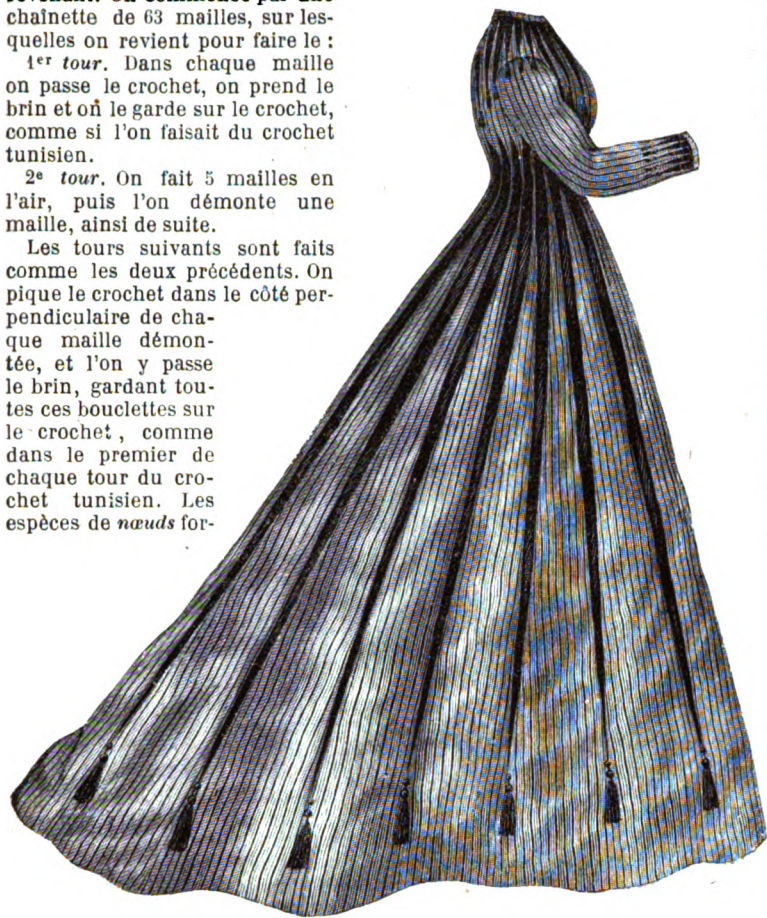 chaînette de 63 mailles, sur les-
quelles on revient pour faire le :
1er tour. Dans chaque maille
on passe le crochet, on prend le
brin et on le garde sur le crochet,
comme si l'on faisait du crochet
tunisien.
2e tour. On fait 5 mailles en
l'air, puis l'on démonte une
maille, ainsi de suite.
Les tours suivants sont faits
comme les deux précédents. On
pique le crochet dans le côté per-
pendiculaire de cha-
que maille démon-
tée, et l'on y passe
le brin, gardant tou-
tes ces bouclettes sur
le crochet, comme
dans le premier de
chaque tour du cro-
chet tunisien. Les
espèces de nœuds for-